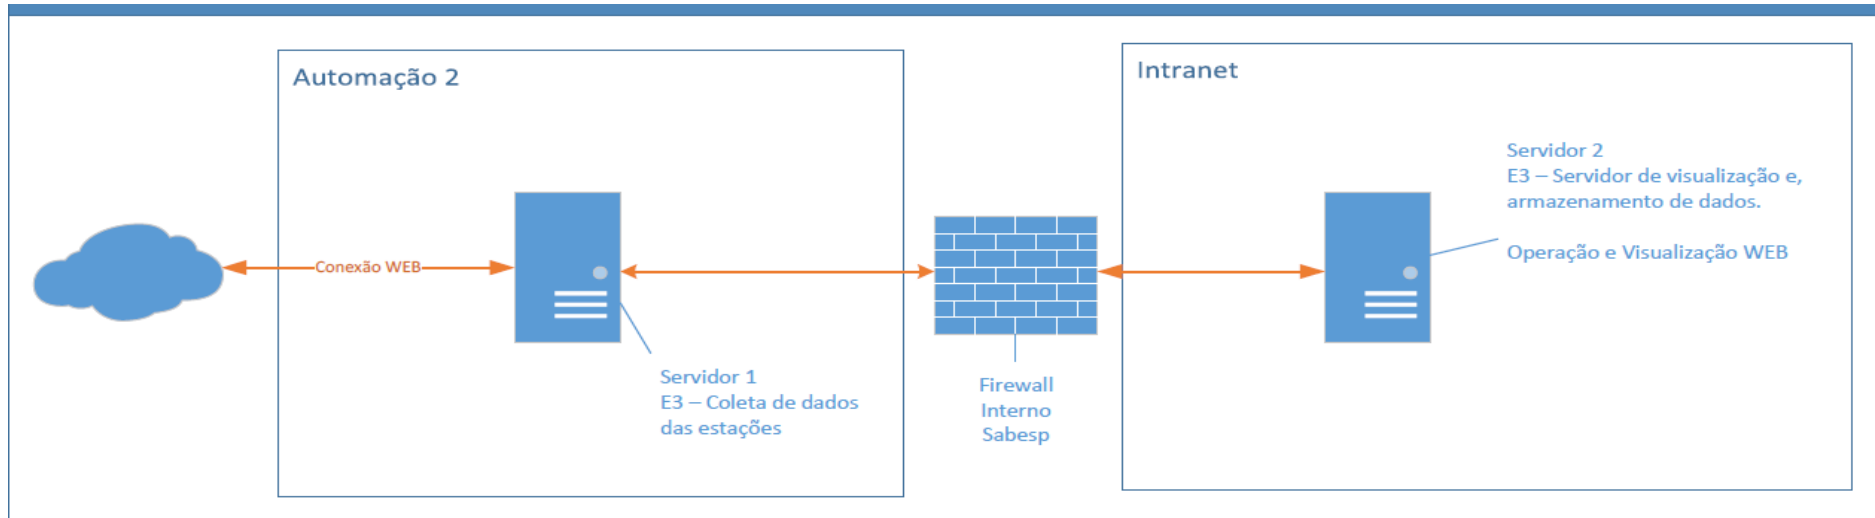 Automação 2
Intranet
Servidor 2
E3 – Servidor de visualização e,
armazenamento de dados.
Operação e Visualização WEB
Conexão WEB
Servidor 1
E3 – Coleta de dados
das estações
Firewall
Interno
Sabesp